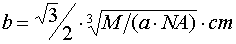 b = √3/2 · ∛M/(a · NA) · cm